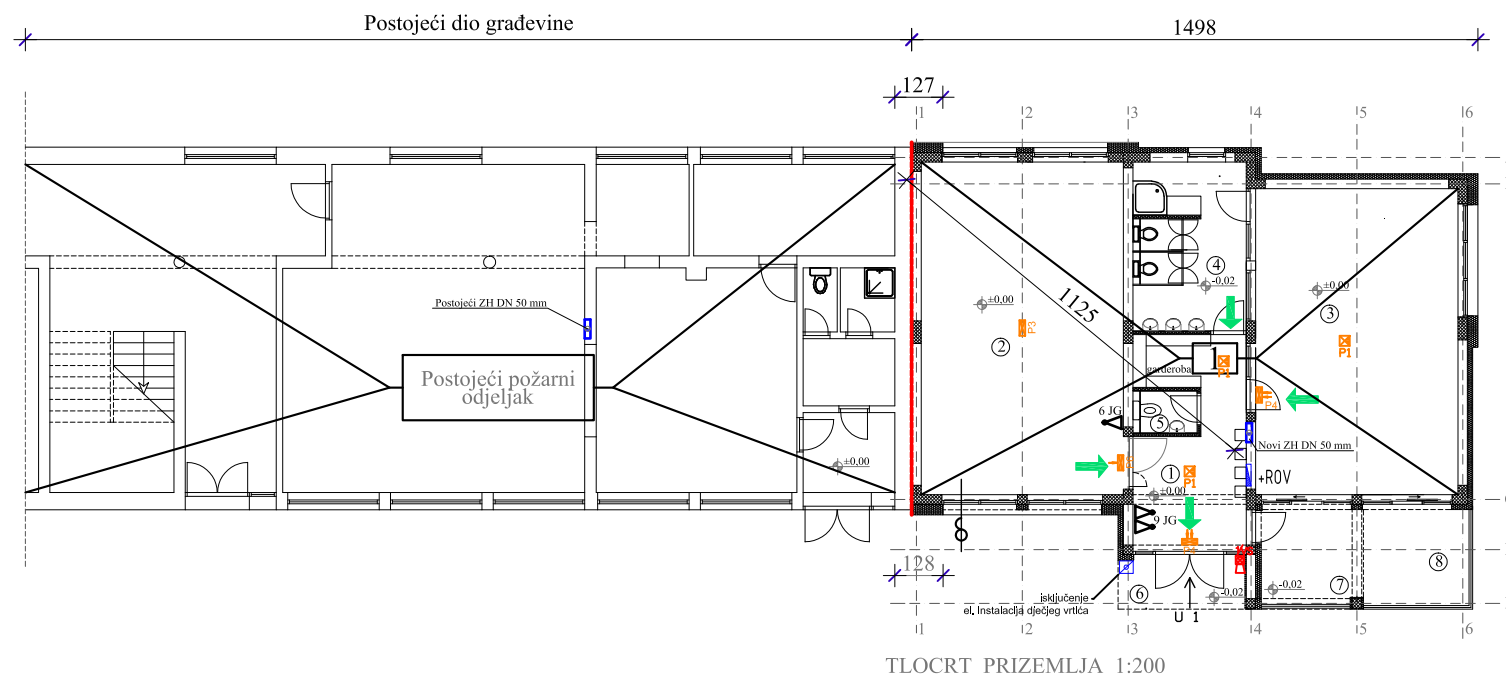 Postojeći dio građevine
1498
127
1 2 3 4 5 6
Postojeći ZH DN 50 mm
Postojeći požarni
odjeljak
±0,00
±0,00
2
P3
1125
4
-0,02
±0,00
3
P1
1
P1
garderoba
P4
6 JG
5
Novi ZH DN 50 mm
1
P1
±0,00
+ROV
9 JG
128
isključenje
el. Instalacija dječjeg vrtića
6
-0,02
-0,02
7
8
U 1
1 2 3 4 5 6
TLOCRT PRIZEMLJA 1:200